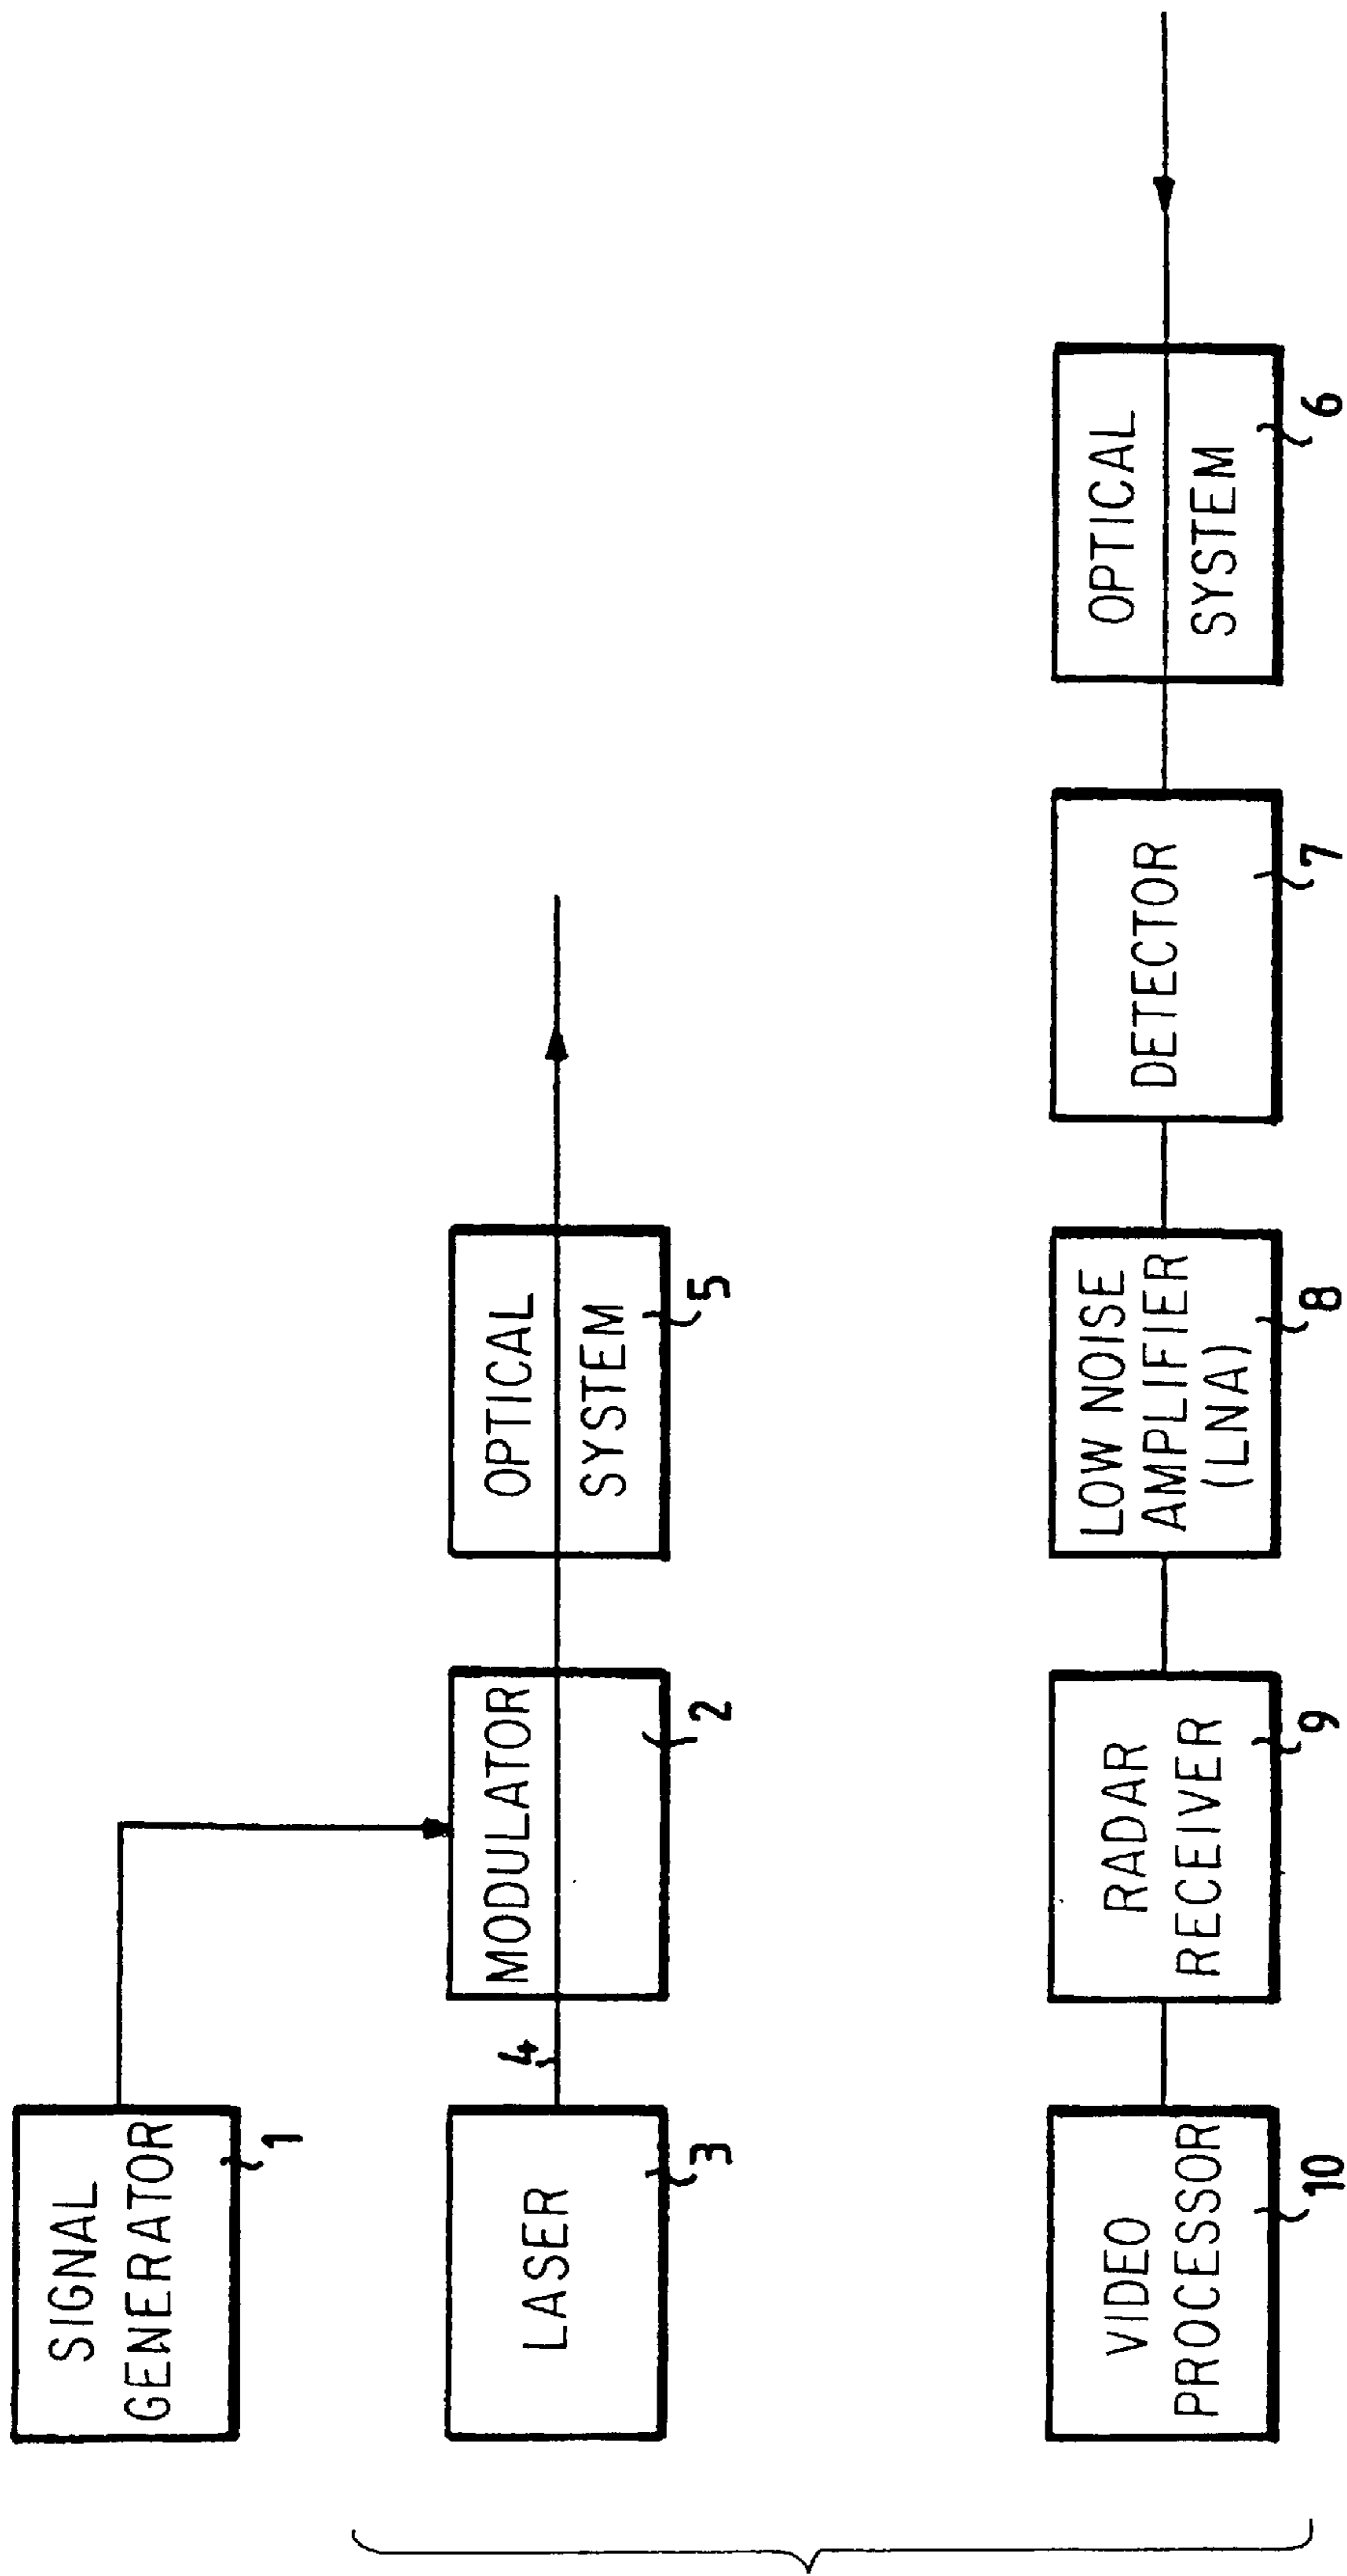 SIGNAL
GENERATOR
1
LASER
3
4
MODULATOR
2
OPTICAL
SYSTEM
5
VIDEO
PROCESSOR
10
RADAR
RECEIVER
9
LOW NOISE
AMPLIFIER
(LNA)
8
DETECTOR
7
OPTICAL
SYSTEM
6